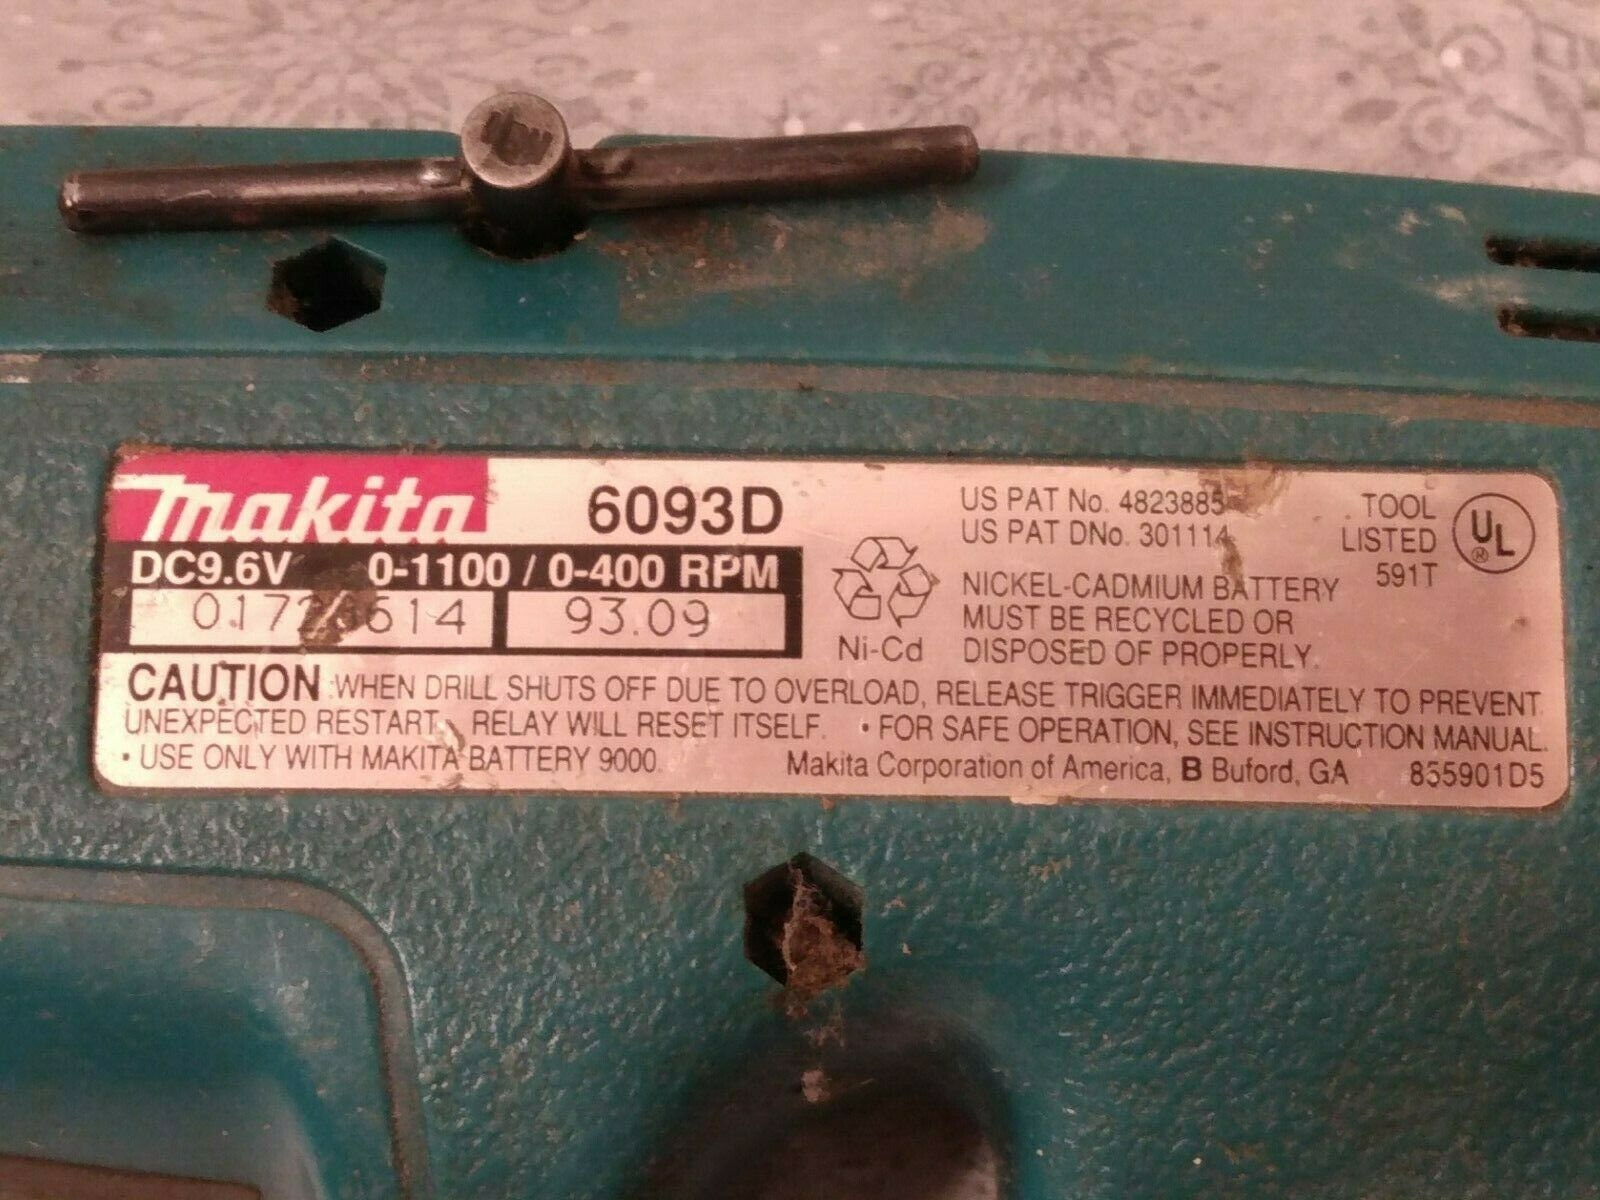 makita 6093D
DC9.6V 0-1100 / 0-400 RPM
93.09
US PAT No. 4823885
US PAT DNo. 301114
TOOL
LISTED
591T
UL
®
Ni-Cd
NICKEL-CADMIUM BATTERY
MUST BE RECYCLED OR
DISPOSED OF PROPERLY.
CAUTION :WHEN DRILL SHUTS OFF DUE TO OVERLOAD, RELEASE TRIGGER IMMEDIATELY TO PREVENT
UNEXPECTED RESTART. RELAY WILL RESET ITSELF. • FOR SAFE OPERATION, SEE INSTRUCTION MANUAL.
• USE ONLY WITH MAKITA BATTERY 9000. Makita Corporation of America, B Buford, GA 855901D5